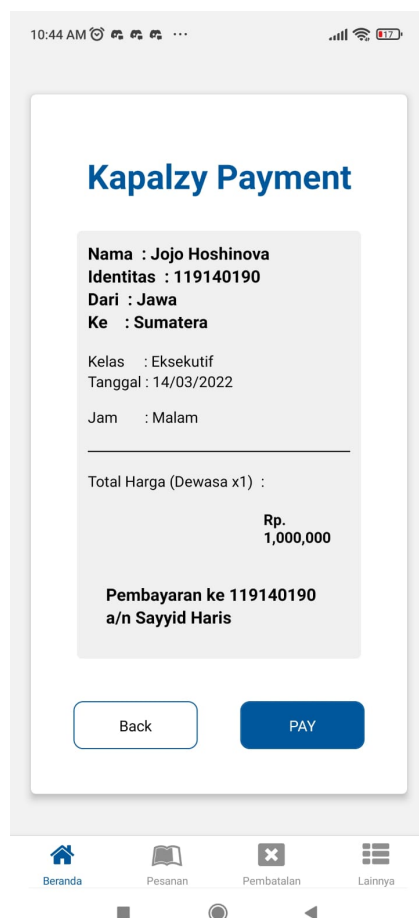 10:44 AM
17
Kapalzy Payment
Nama : Jojo Hoshinova
Identitas : 119140190
Dari : Jawa
Ke : Sumatera
Kelas : Eksekutif
Tanggal : 14/03/2022
Jam : Malam
Total Harga (Dewasa x1) :
Rp.
1,000,000
Pembayaran ke 119140190
a/n Sayyid Haris
Back PAY
Beranda Pesanan Pembatalan Lainnya